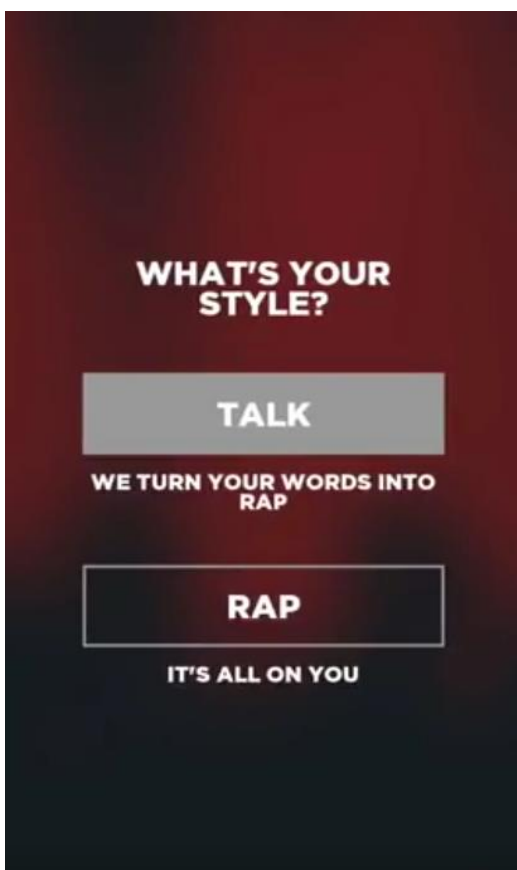 WHAT'S YOUR
STYLE?
TALK
WE TURN YOUR WORDS INTO
RAP
RAP
IT'S ALL ON YOU